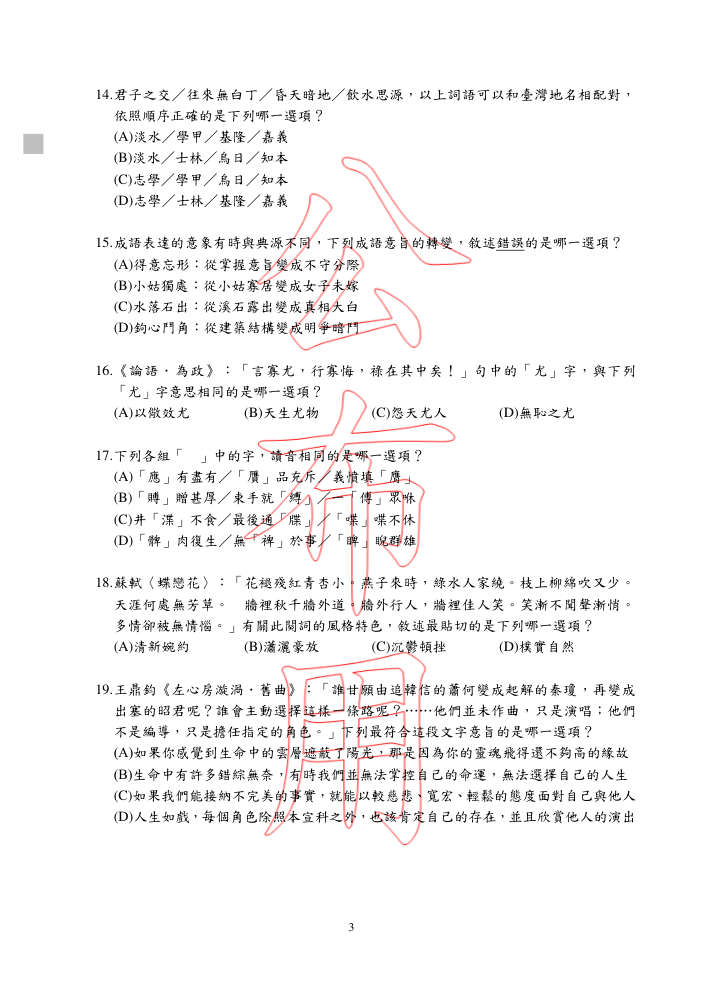 14.君子之交／往來無白丁／昏天暗地／飲水思源，以上詞語可以和臺灣地名相配對，
依照順序正確的是下列哪一選項？
(A)淡水／學甲／基隆／嘉義
(B)淡水／士林／烏日／知本
(C)志學／學甲／烏日／知本
(D)志學／士林／基隆／嘉義
15.成語表達的意象有時與典源不同，下列成語意旨的轉變，敘述錯誤的是哪一選項？
(A)得意忘形：從掌握意旨變成不守分際
(B)小姑獨處：從小姑寡居變成女子未嫁
(C)水落石出：從溪石露出變成真相大白
(D)鉤心鬥角：從建築結構變成明爭暗鬥
16.《論語．為政》：「言寡尤，行寡悔，祿在其中矣！」句中的「尤」字，與下列
「尤」字意思相同的是哪一選項？
(A)以儆效尤 (B)天生尤物 (C)怨天尤人 (D)無恥之尤
17.下列各組「　」中的字，讀音相同的是哪一選項？
(A)「應」有盡有／「贗」品充斥／義憤填「膺」
(B)「賻」贈甚厚／束手就「縛」／一「傅」眾咻
(C)井「渫」不食／最後通「牒」／「喋」喋不休
(D)「髀」肉復生／無「裨」於事／「睥」睨群雄
18.蘇軾〈蝶戀花〉：「花褪殘紅青杏小。燕子來時，綠水人家繞。枝上柳綿吹又少。
天涯何處無芳草。　牆裡秋千牆外道。牆外行人，牆裡佳人笑。笑漸不聞聲漸悄。
多情卻被無情惱。」有關此闋詞的風格特色，敘述最貼切的是下列哪一選項？
(A)清新婉約 (B)瀟灑豪放 (C)沉鬱頓挫 (D)樸實自然
19.王鼎鈞《左心房漩渦．舊曲》：「誰甘願由追韓信的蕭何變成起解的秦瓊，再變成
出塞的昭君呢？誰會主動選擇這樣一條路呢？……他們並未作曲，只是演唱；他們
不是編導，只是擔任指定的角色。」下列最符合這段文字意旨的是哪一選項？
(A)如果你感覺到生命中的雲層遮蔽了陽光，那是因為你的靈魂飛得還不夠高的緣故
(B)生命中有許多錯綜無奈，有時我們並無法掌控自己的命運，無法選擇自己的人生
(C)如果我們能接納不完美的事實，就能以較慈悲、寬宏、輕鬆的態度面對自己與他人
(D)人生如戲，每個角色除照本宣科之外，也該肯定自己的存在，並且欣賞他人的演出
公布用
3